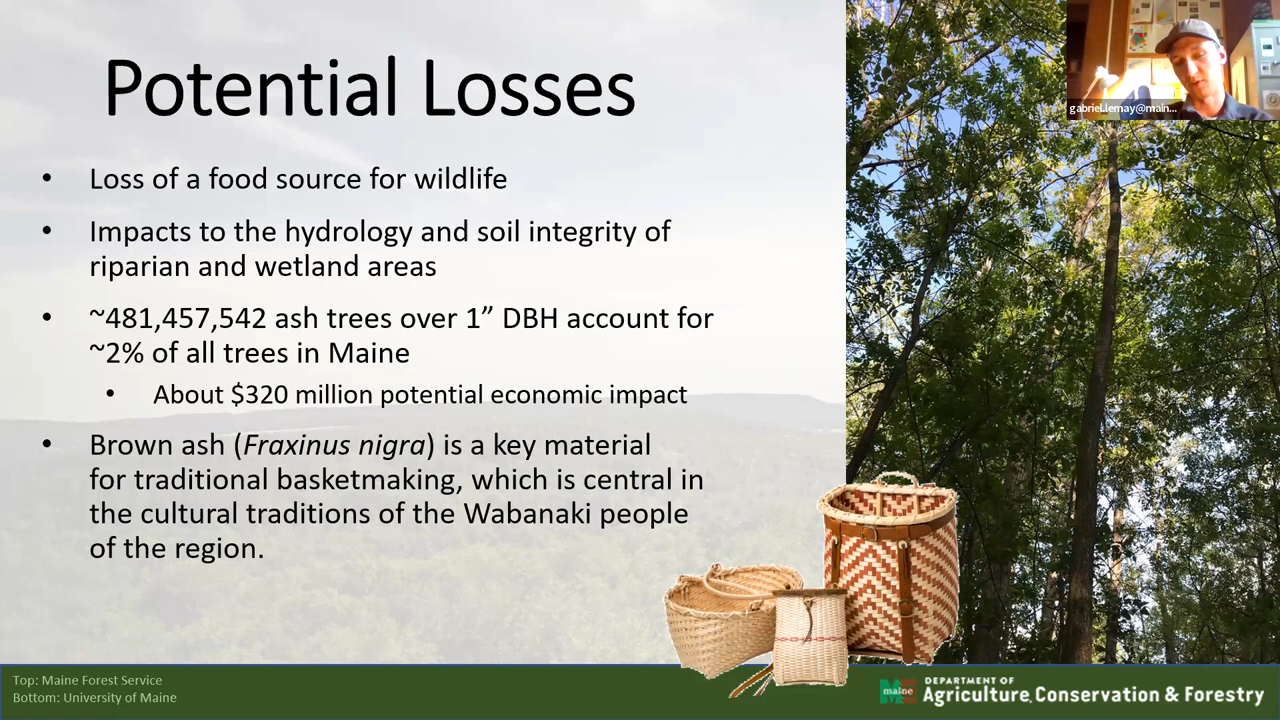 Potential Losses
gabriel.lemay@main...
• Loss of a food source for wildlife
• Impacts to the hydrology and soil integrity of
riparian and wetland areas
• ~481,457,542 ash trees over 1” DBH account for
~2% of all trees in Maine
• About $320 million potential economic impact
• Brown ash (Fraxinus nigra) is a key material
for traditional basketmaking, which is central in
the cultural traditions of the Wabanaki people
of the region.
Top: Maine Forest Service
Bottom: University of Maine
maine
DEPARTMENT OF
Agriculture, Conservation & Forestry